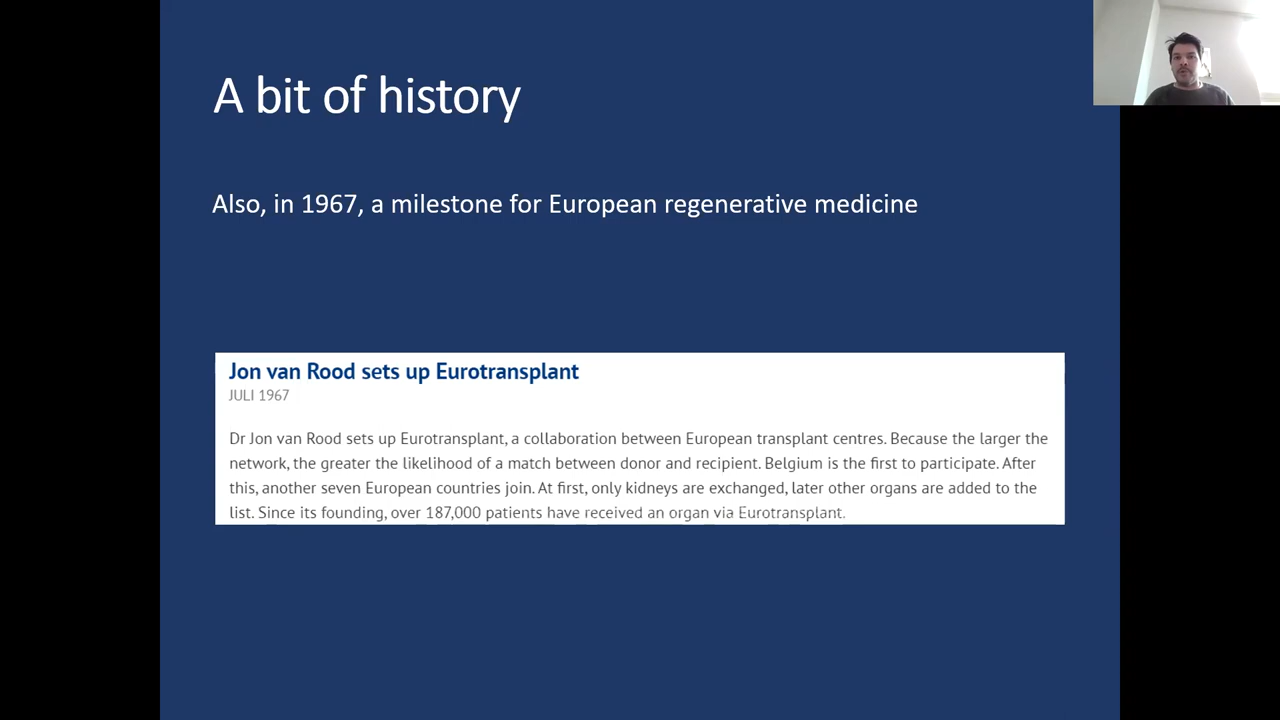 A bit of history
Also, in 1967, a milestone for European regenerative medicine
Jon van Rood sets up Eurotransplant
JULI 1967
Dr Jon van Rood sets up Eurotransplant, a collaboration between European transplant centres. Because the larger the
network, the greater the likelihood of a match between donor and recipient. Belgium is the first to participate. After
this, another seven European countries join. At first, only kidneys are exchanged, later other organs are added to the
list. Since its founding, over 187,000 patients have received an organ via Eurotransplant.